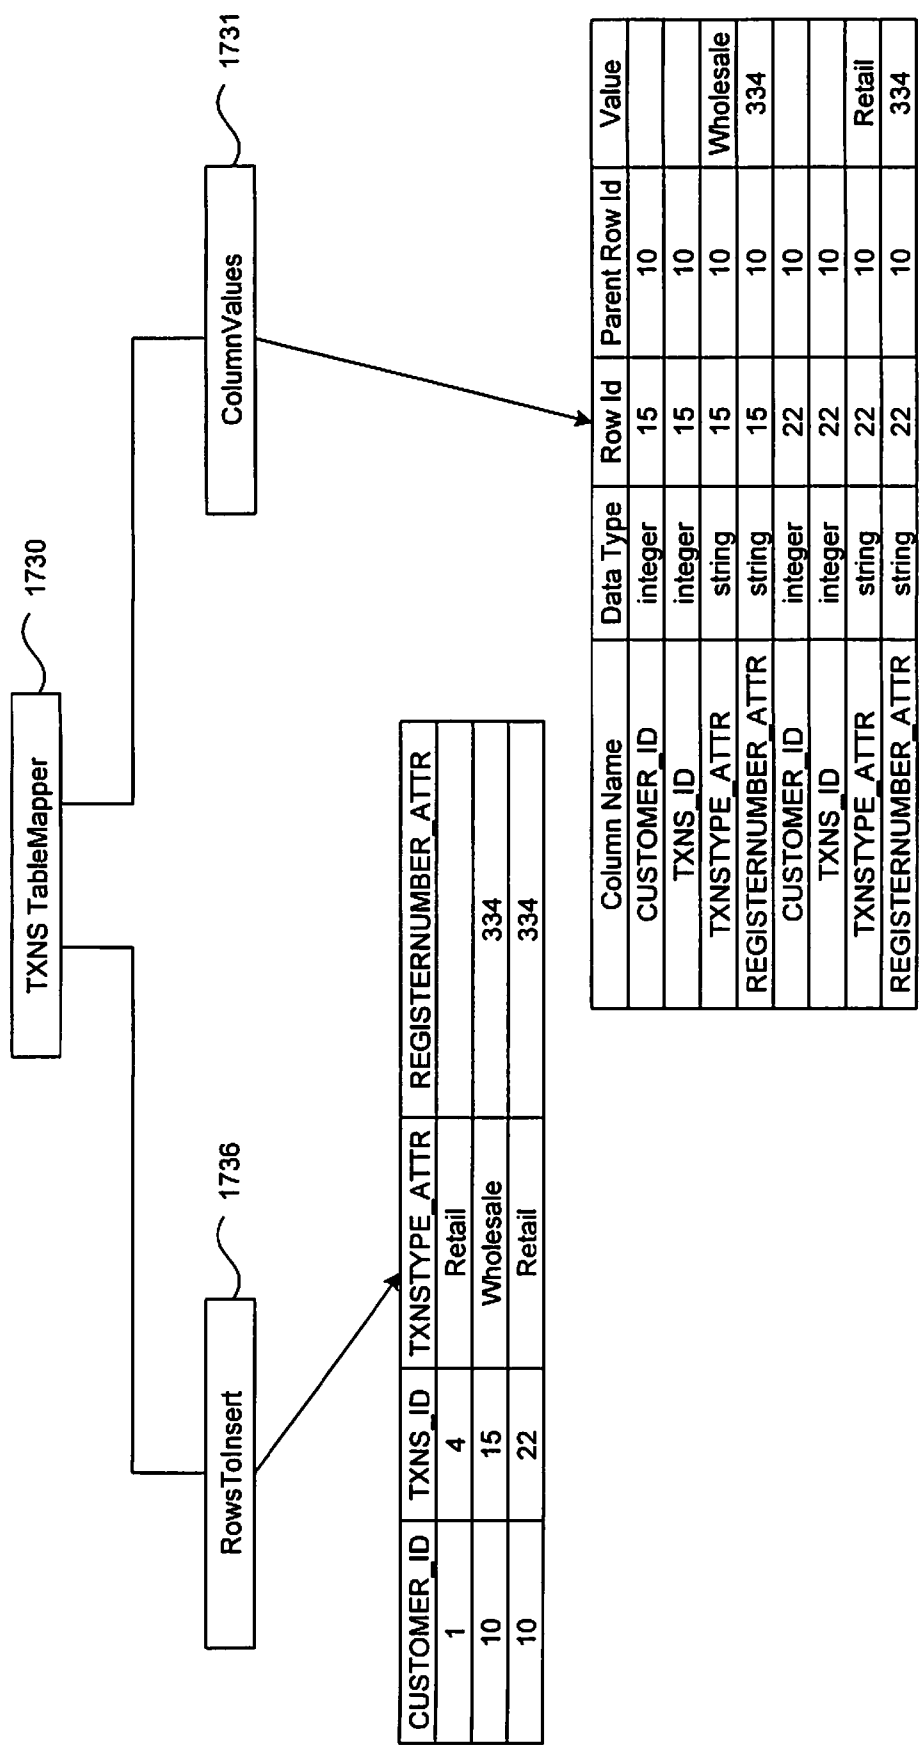 TXNS TableMapper
1730
RowsToInsert
1736
ColumnValues
1731
CUSTOMER_ID TXNS_ID TXNSTYPE_ATTR REGISTERNUMBER_ATTR
1 4 Retail
10 15 Wholesale 334
10 22 Retail 334
Column Name Data Type Row Id Parent Row Id Value
CUSTOMER_ID integer 15 10
TXNS_ID integer 15 10
TXNSTYPE_ATTR string 15 10 Wholesale
REGISTERNUMBER_ATTR string 15 10 334
CUSTOMER_ID integer 22 10
TXNS_ID integer 22 10
TXNSTYPE_ATTR string 22 10 Retail
REGISTERNUMBER_ATTR string 22 10 334